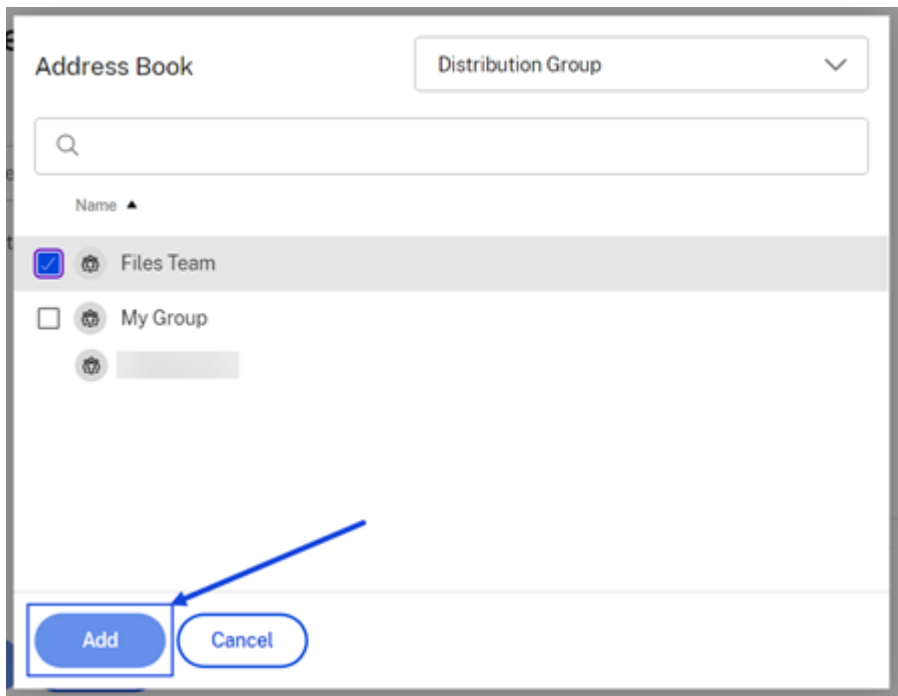 Address Book
Distribution Group
Name
Files Team
My Group
Add
Cancel